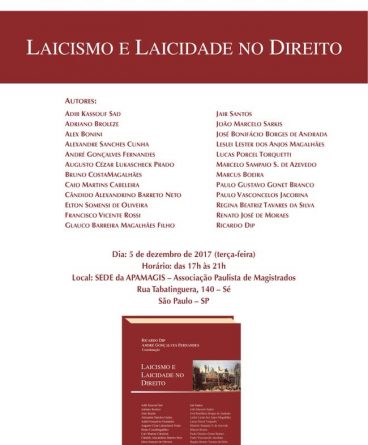 LAICISMO E LAICIDADE NO DIREITO
AUTORES:
ADIB KASSOUF SAD
ADRIANO BROLEZE
ALEX BONINI
ALEXANDRE SANCHES CUNHA
ANDRÉ GONÇALVES FERNANDES
AUGUSTO CÉZAR LUKASCHECK PRADO
BRUNO COSTAMAGALHÃES
CAIO MARTINS CABELEIRA
CÂNDIDO ALEXANDRINO BARRETO NETO
ELTON SOMENSI DE OLIVEIRA
FRANCISCO VICENTE ROSSI
GLAUCO BARREIRA MAGALHÃES FILHO
JAIR SANTOS
JOÃO MARCELO SARKIS
JOSÉ BONIFÁCIO BORGES DE ANDRADA
LESLEI LESTER DOS ANJOS MAGALHÃES
LUCAS PORCEL TORQUETTI
MARCELO SAMPAIO S. DE AZEVEDO
MARCUS BOEIRA
PAULO GUSTAVO GONET BRANCO
PAULO VASCONCELOS JACOBINA
REGINA BEATRIZ TAVARES DA SILVA
RENATO JOSÉ DE MORAES
RICARDO DIP
Dia: 5 de dezembro de 2017 (terça-feira)
Horário: das 17h às 21h
Local: SEDE da APAMAGIS – Associação Paulista de Magistrados
Rua Tabatinguera, 140 – Sé
São Paulo – SP
RICARDO DIP
ANDRÉ GONÇALVES FERNANDES
LAICISMO E
LAICIDADE NO
DIREITO